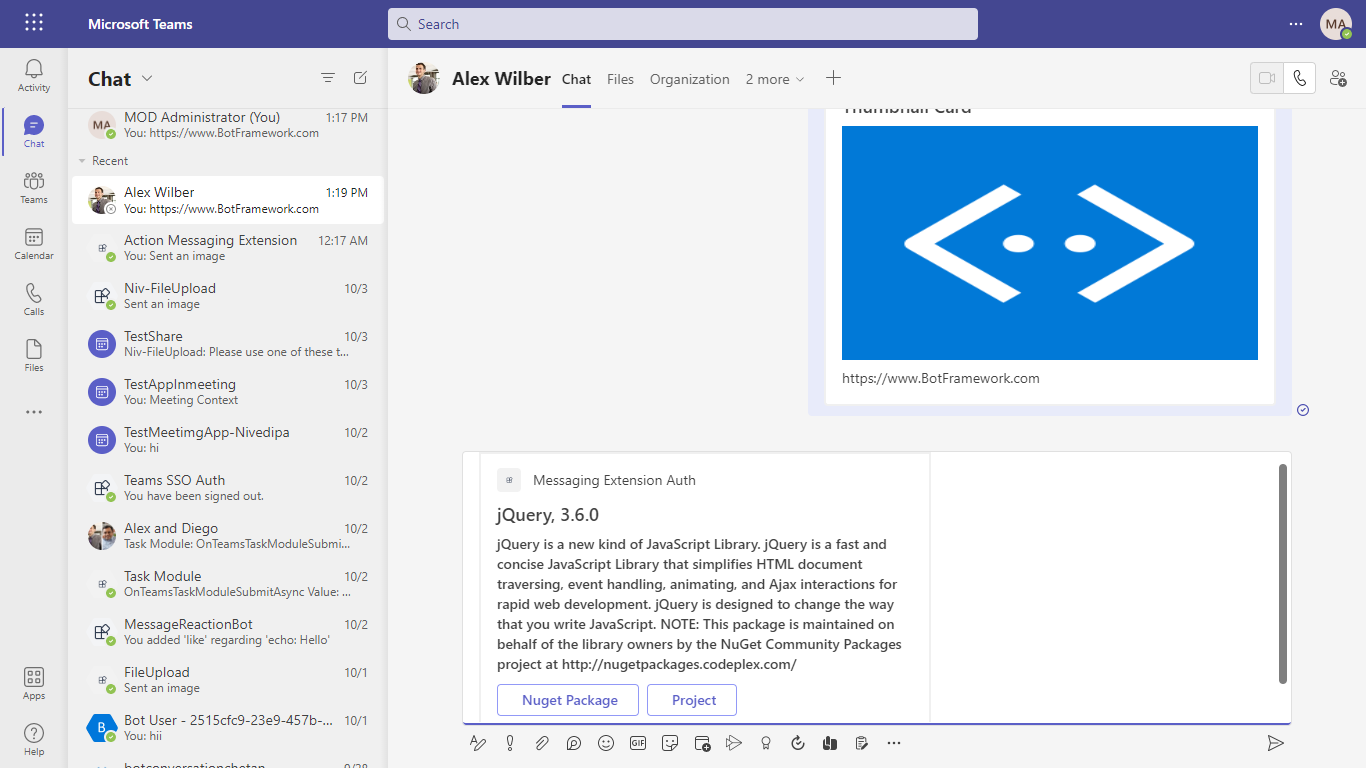 Microsoft Teams
Search
MA
Activity
Chat
Teams
Calendar
Calls
Files
Apps
Help
Chat
MA
MOD Administrator (You)
1:17 PM
You: https://www.BotFramework.com
Recent
Alex Wilber
1:19 PM
You: https://www.BotFramework.com
Action Messaging Extension
12:17 AM
You: Sent an image
Niv-FileUpload
10/3
Sent an image
TestShare
10/3
Niv-FileUpload: Please use one of these t...
TestAppInmeeting
10/3
You: Meeting Context
TestMeetimgApp-Nivedipa
10/2
You: hi
Teams SSO Auth
10/2
You have been signed out.
Alex and Diego
10/2
Task Module: OnTeamsTaskModuleSubmi...
Task Module
10/2
OnTeamsTaskModuleSubmitAsync Value: ...
MessageReactionBot
10/2
You added 'like' regarding 'echo: Hello'
FileUpload
10/1
Sent an image
B
Bot User - 2515cfc9-23e9-457b-...
10/1
You: hii
botconversationchetan
9/28
Alex Wilber
Chat
Files
Organization
2 more
Thumbnail Card
https://www.BotFramework.com
Messaging Extension Auth
jQuery, 3.6.0
jQuery is a new kind of JavaScript Library. jQuery is a fast and
concise JavaScript Library that simplifies HTML document
traversing, event handling, animating, and Ajax interactions for
rapid web development. jQuery is designed to change the way
that you write JavaScript. NOTE: This package is maintained on
behalf of the library owners by the NuGet Community Packages
project at http://nugetpackages.codeplex.com/
Nuget Package
Project
GIF